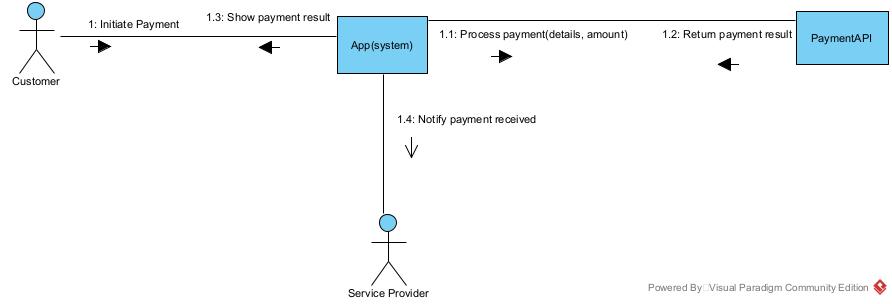 1: Initiate Payment
1.3: Show payment result
App(system)
1.1: Process payment(details, amount)
1.2: Return payment result
PaymentAPI
Customer
1.4: Notify payment received
Service Provider
Powered By Visual Paradigm Community Edition